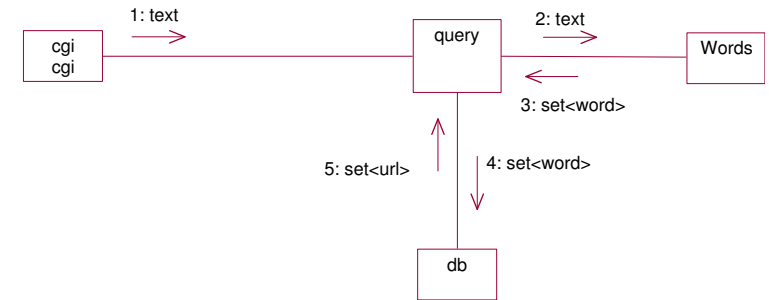 1: text
2: text
cgi
cgi
query
Words
3: set<word>
5: set<url>
4: set<word>
db